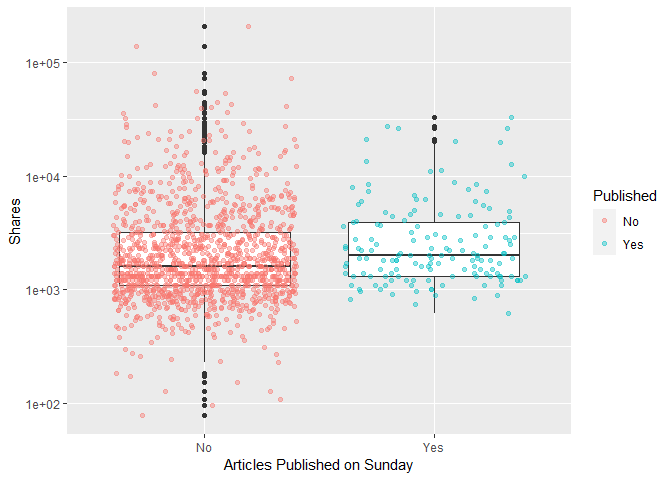 1e+05
1e+04
1e+03
1e+02
Shares
No
Yes
Articles Published on Sunday
Published
No
Yes